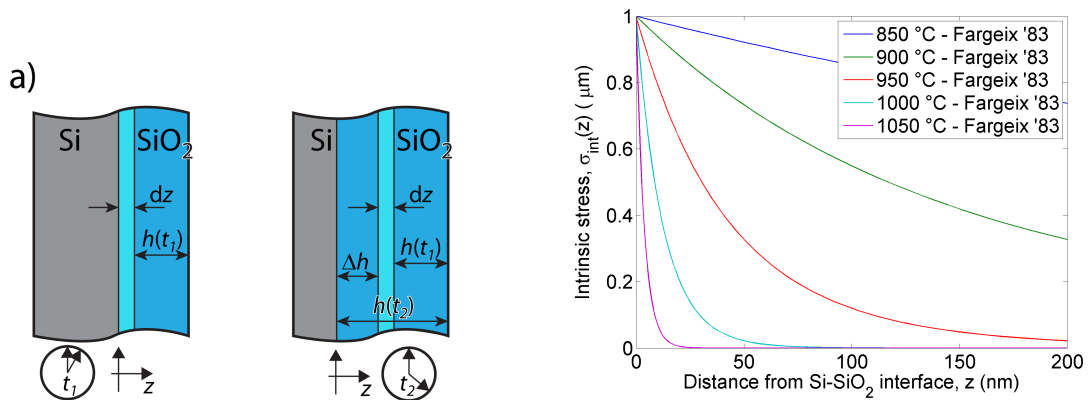 a)
Si
SiO2
dz
h(t1)
t1
z
Si
SiO2
dz
h(t1)
Δh
h(t2)
z
t2
Intrinsic stress, σint(z) ( μm)
1
0.8
0.6
0.4
0.2
0
850 °C - Fargeix '83
900 °C - Fargeix '83
950 °C - Fargeix '83
1000 °C - Fargeix '83
1050 °C - Fargeix '83
0 50 100 150 200
Distance from Si-SiO2 interface, z (nm)